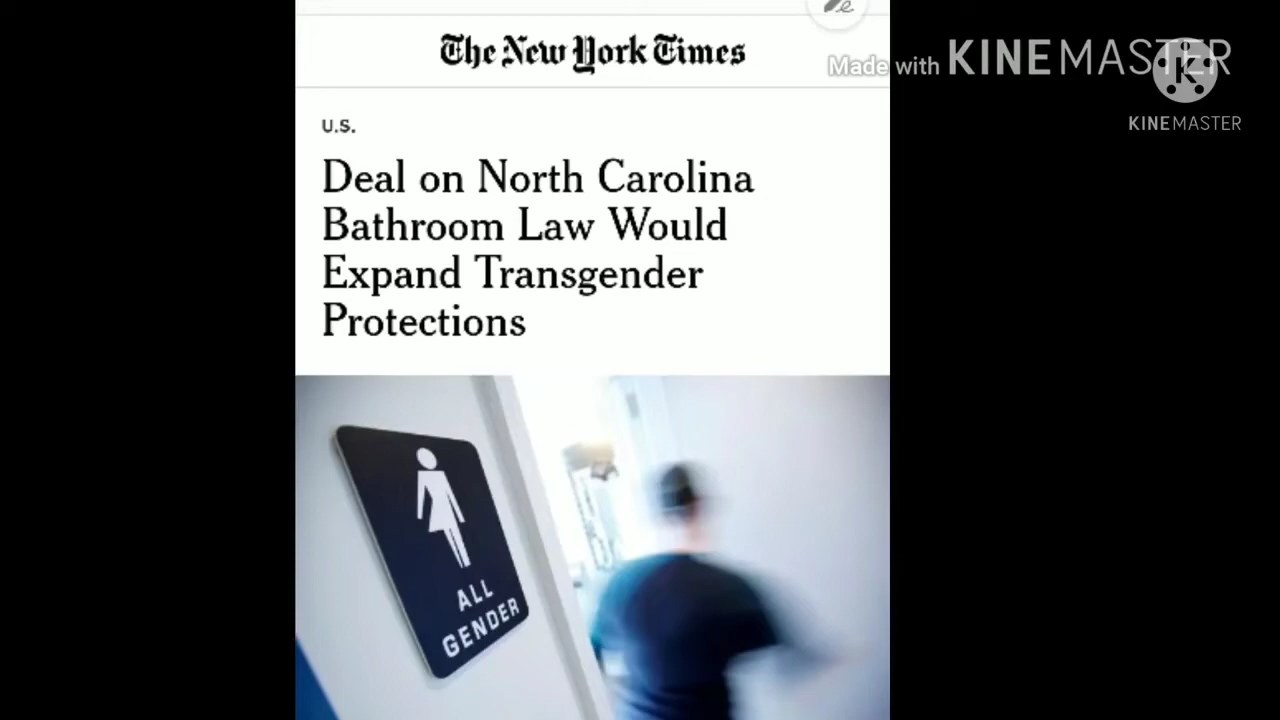 The New York Times
Made with KINEMASTER
KINEMASTER
U.S.
Deal on North Carolina
Bathroom Law Would
Expand Transgender
Protections
ALL
GENDER